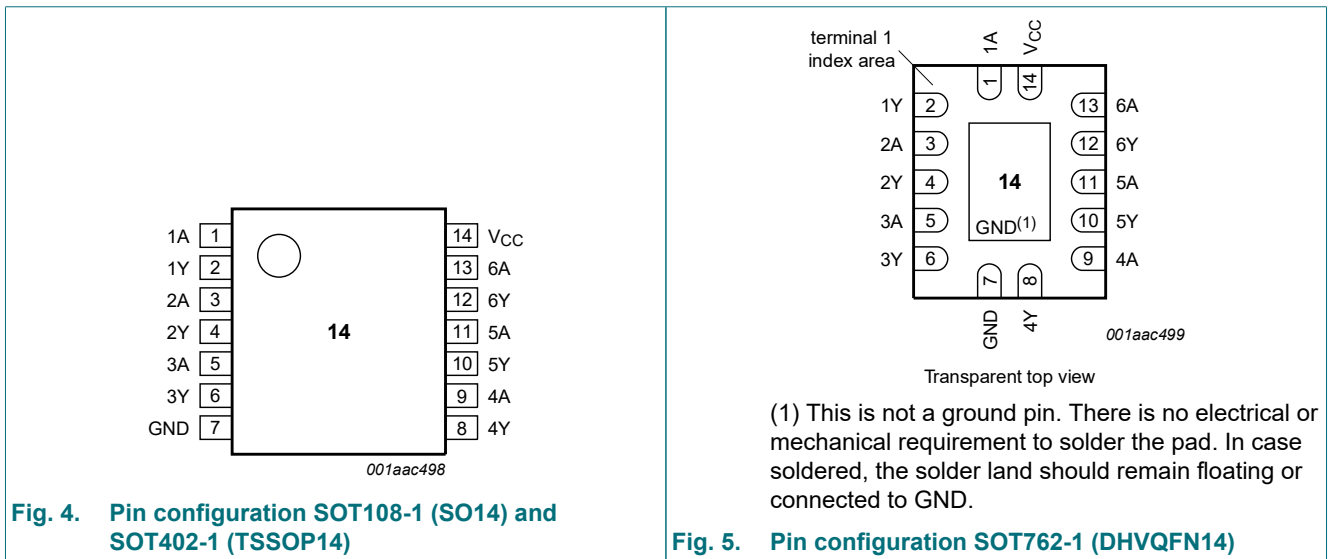 1A 1
1Y 2
2A 3
2Y 4
3A 5
3Y 6
GND 7
14
14 VCC
13 6A
12 6Y
11 5A
10 5Y
9 4A
8 4Y
001aac498
Fig. 4. Pin configuration SOT108-1 (SO14) and
SOT402-1 (TSSOP14)
terminal 1
index area
1A
VCC
1
14
1Y 2
2A 3
2Y 4
3A 5
3Y 6
14
GND(1)
13 6A
12 6Y
11 5A
10 5Y
9 4A
7
8
GND
4Y
001aac499
Transparent top view
(1) This is not a ground pin. There is no electrical or
mechanical requirement to solder the pad. In case
soldered, the solder land should remain floating or
connected to GND.
Fig. 5. Pin configuration SOT762-1 (DHVQFN14)